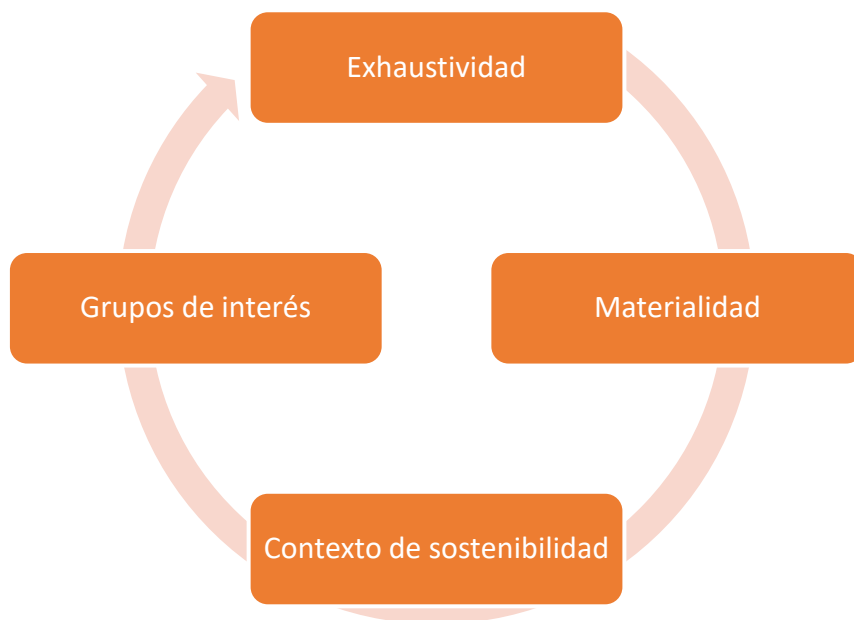 Exhaustividad
Grupos de interés
Materialidad
Contexto de sostenibilidad